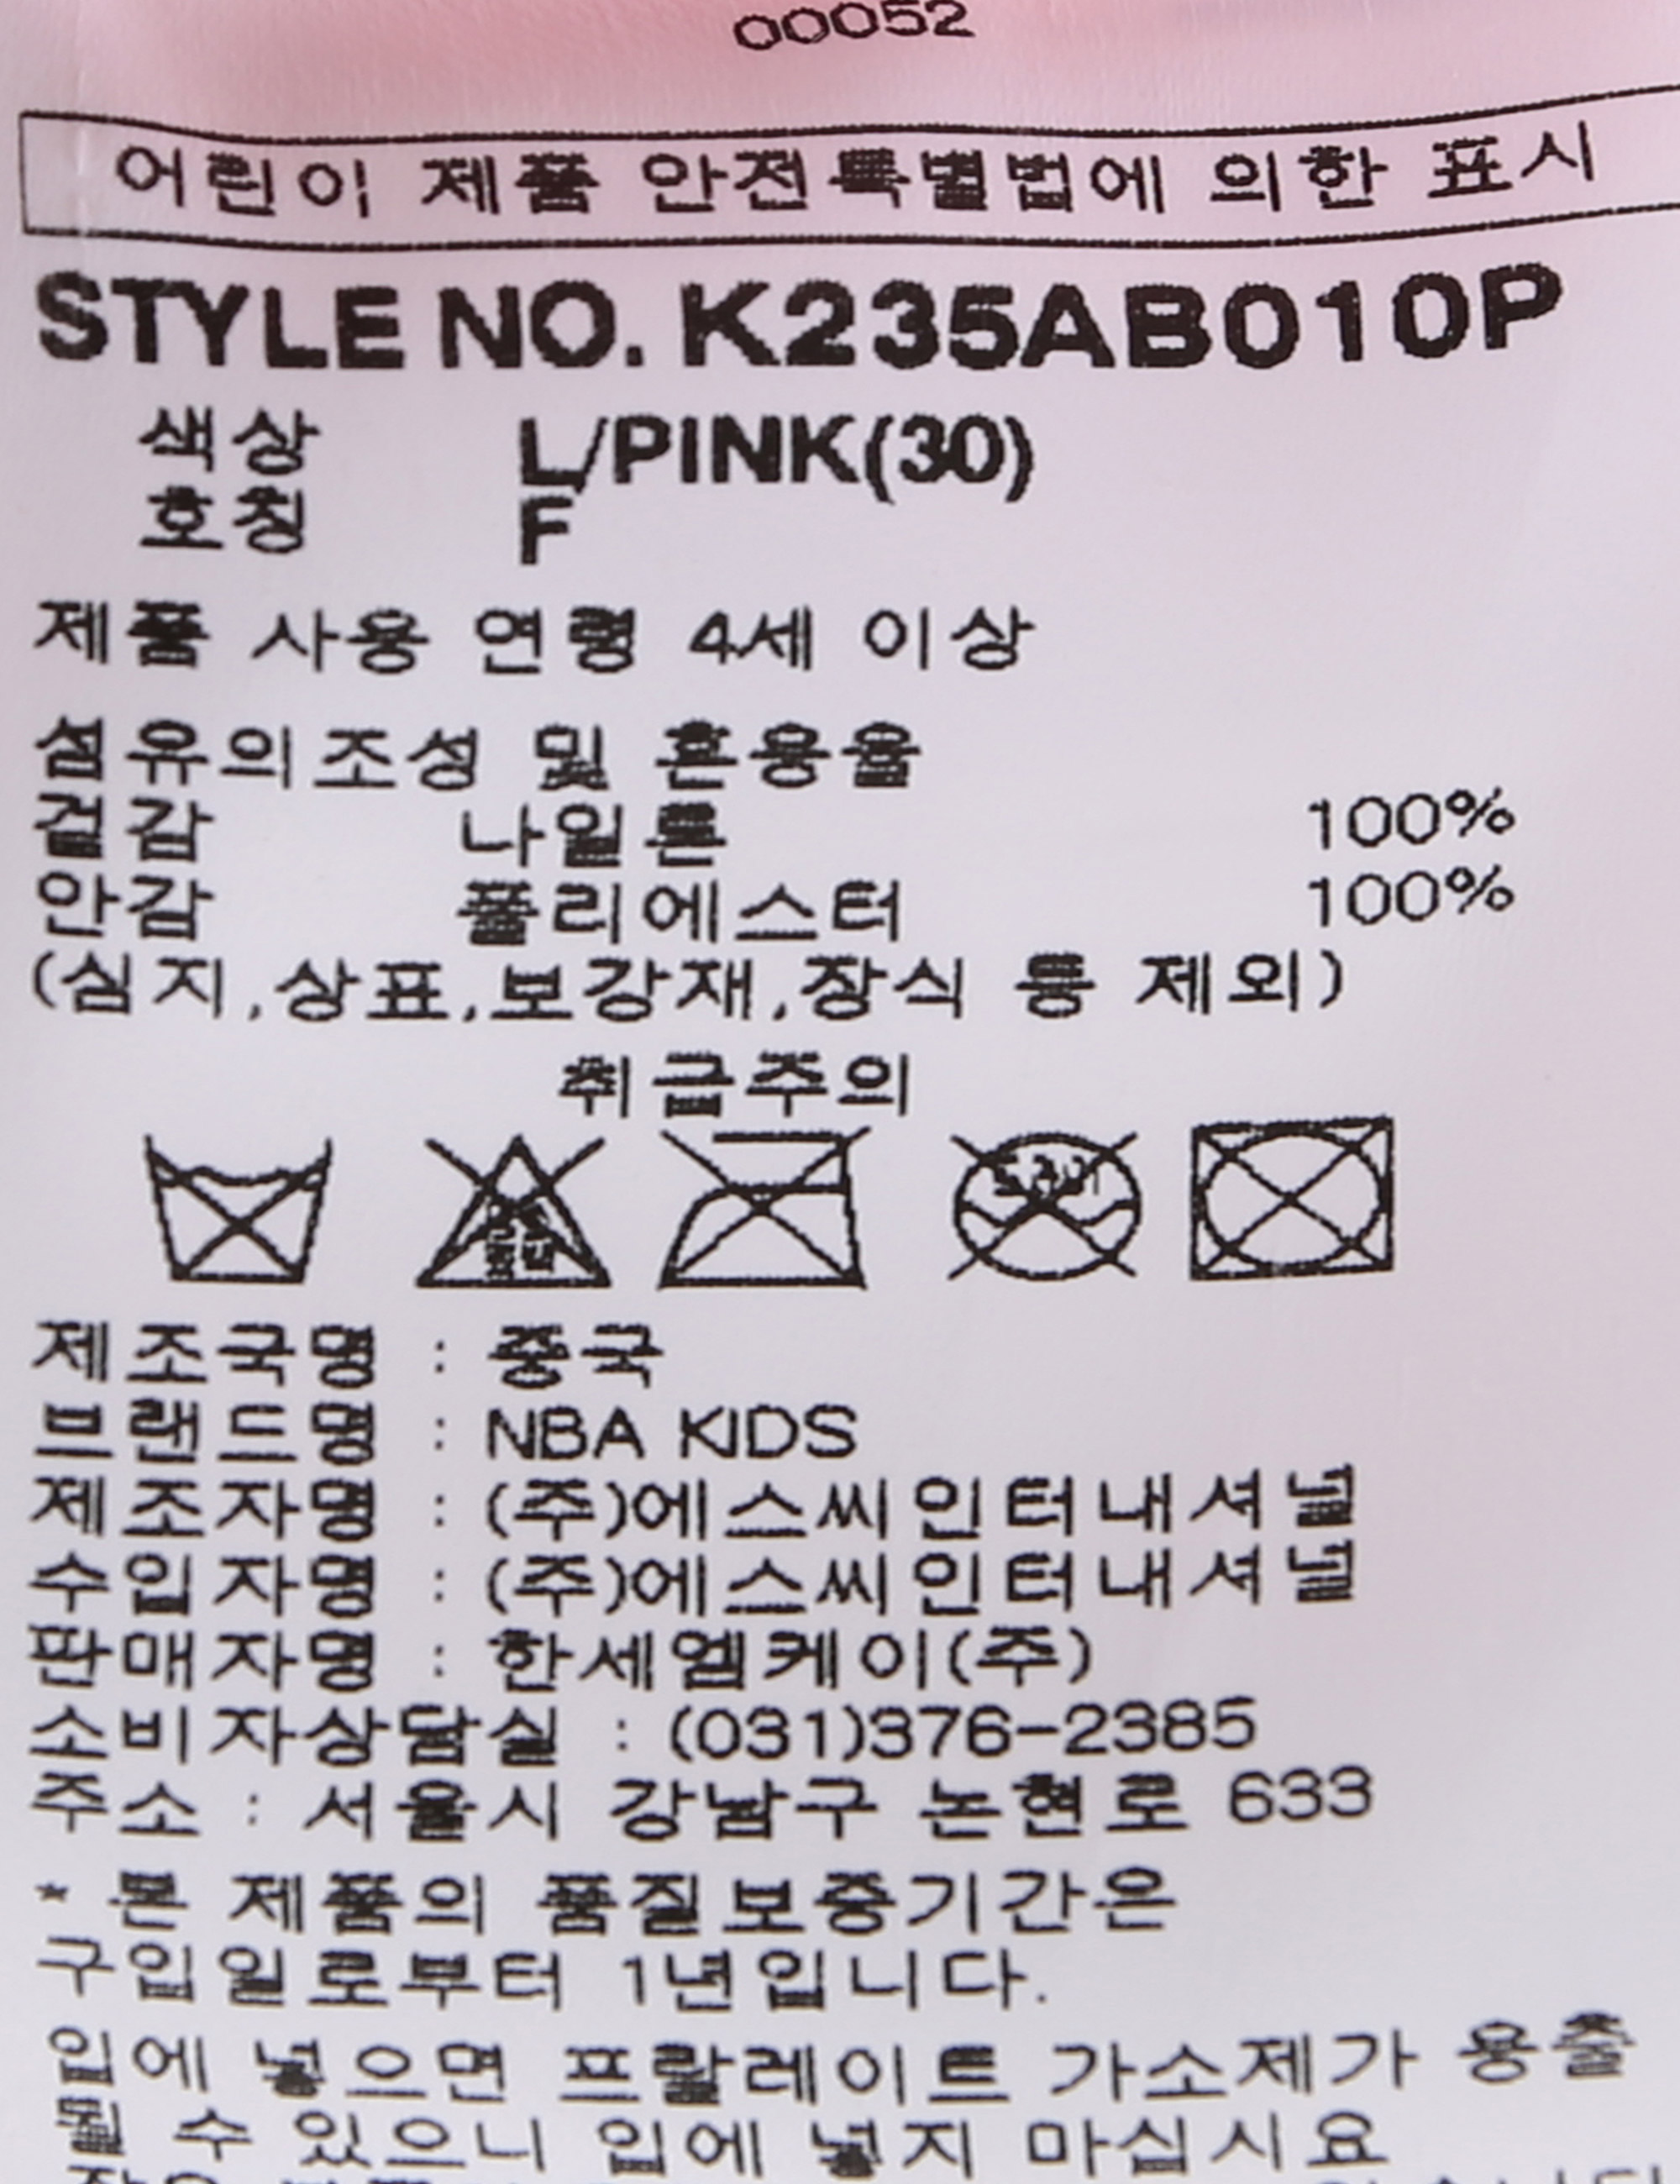 00052
어린이 제품 안전특별법에 의한 표시
STYLE NO. K235AB010P
색상 L/PINK(30)
호칭 F
제품 사용 연령 4세 이상
섬유의조성 및 혼용율
겉감 나일론 100%
안감 폴리에스터 100%
(심지,상표,보강재,장식 등 제외)
취급주의
제조국명 : 중국
브랜드명 : NBA KIDS
제조자명 : (주)에스씨인터내셔널
수입자명 : (주)에스씨인터내셔널
판매자명 : 한세엠케이(주)
소비자상담실 : (031)376-2385
주소 : 서울시 강남구 논현로 633
* 본 제품의 품질보증기간은
구입일로부터 1년입니다.
입에 넣으면 프탈레이트 가소제가 용출
될 수 있으니 입에 넣지 마십시요